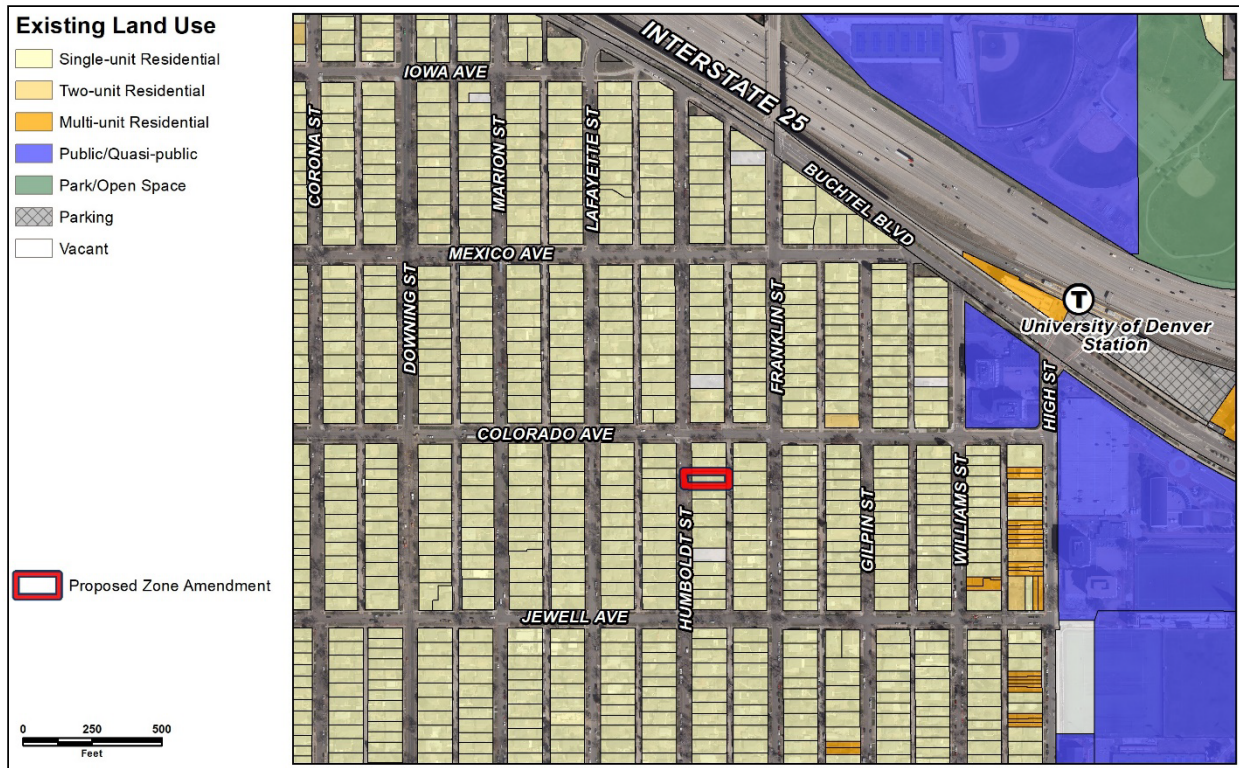 Existing Land Use
Single-unit Residential
Two-unit Residential
Multi-unit Residential
Public/Quasi-public
Park/Open Space
Parking
Vacant
Proposed Zone Amendment
0 250 500
Feet
INTERSTATE 25
IOWA AVE
CORONA ST
MARION ST
LAFAYETTE ST
BUCHTEL BLVD
MEXICO AVE
DOWNING ST
FRANKLIN ST
T
University of Denver
Station
HIGH ST
COLORADO AVE
HUMBOLDT ST
GILPIN ST
WILLIAMS ST
JEWELL AVE